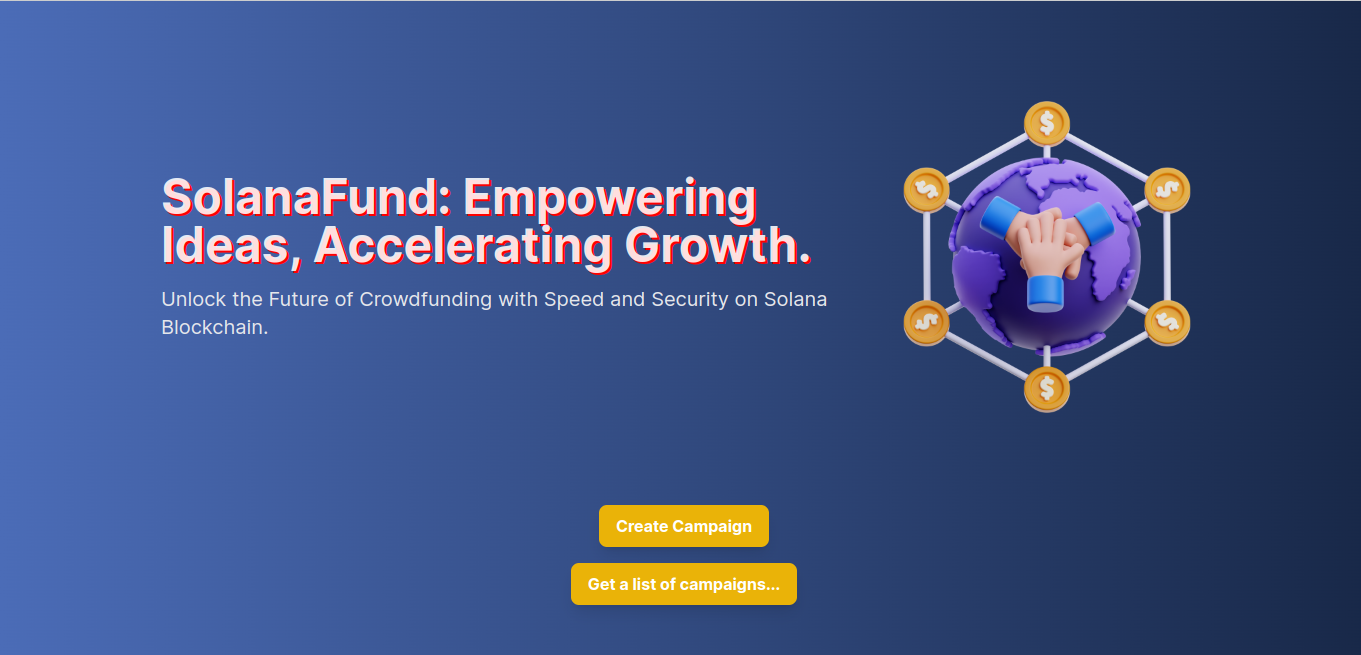 SolanaFund: Empowering
Ideas, Accelerating Growth.
Unlock the Future of Crowdfunding with Speed and Security on Solana
Blockchain.
Create Campaign
Get a list of campaigns...